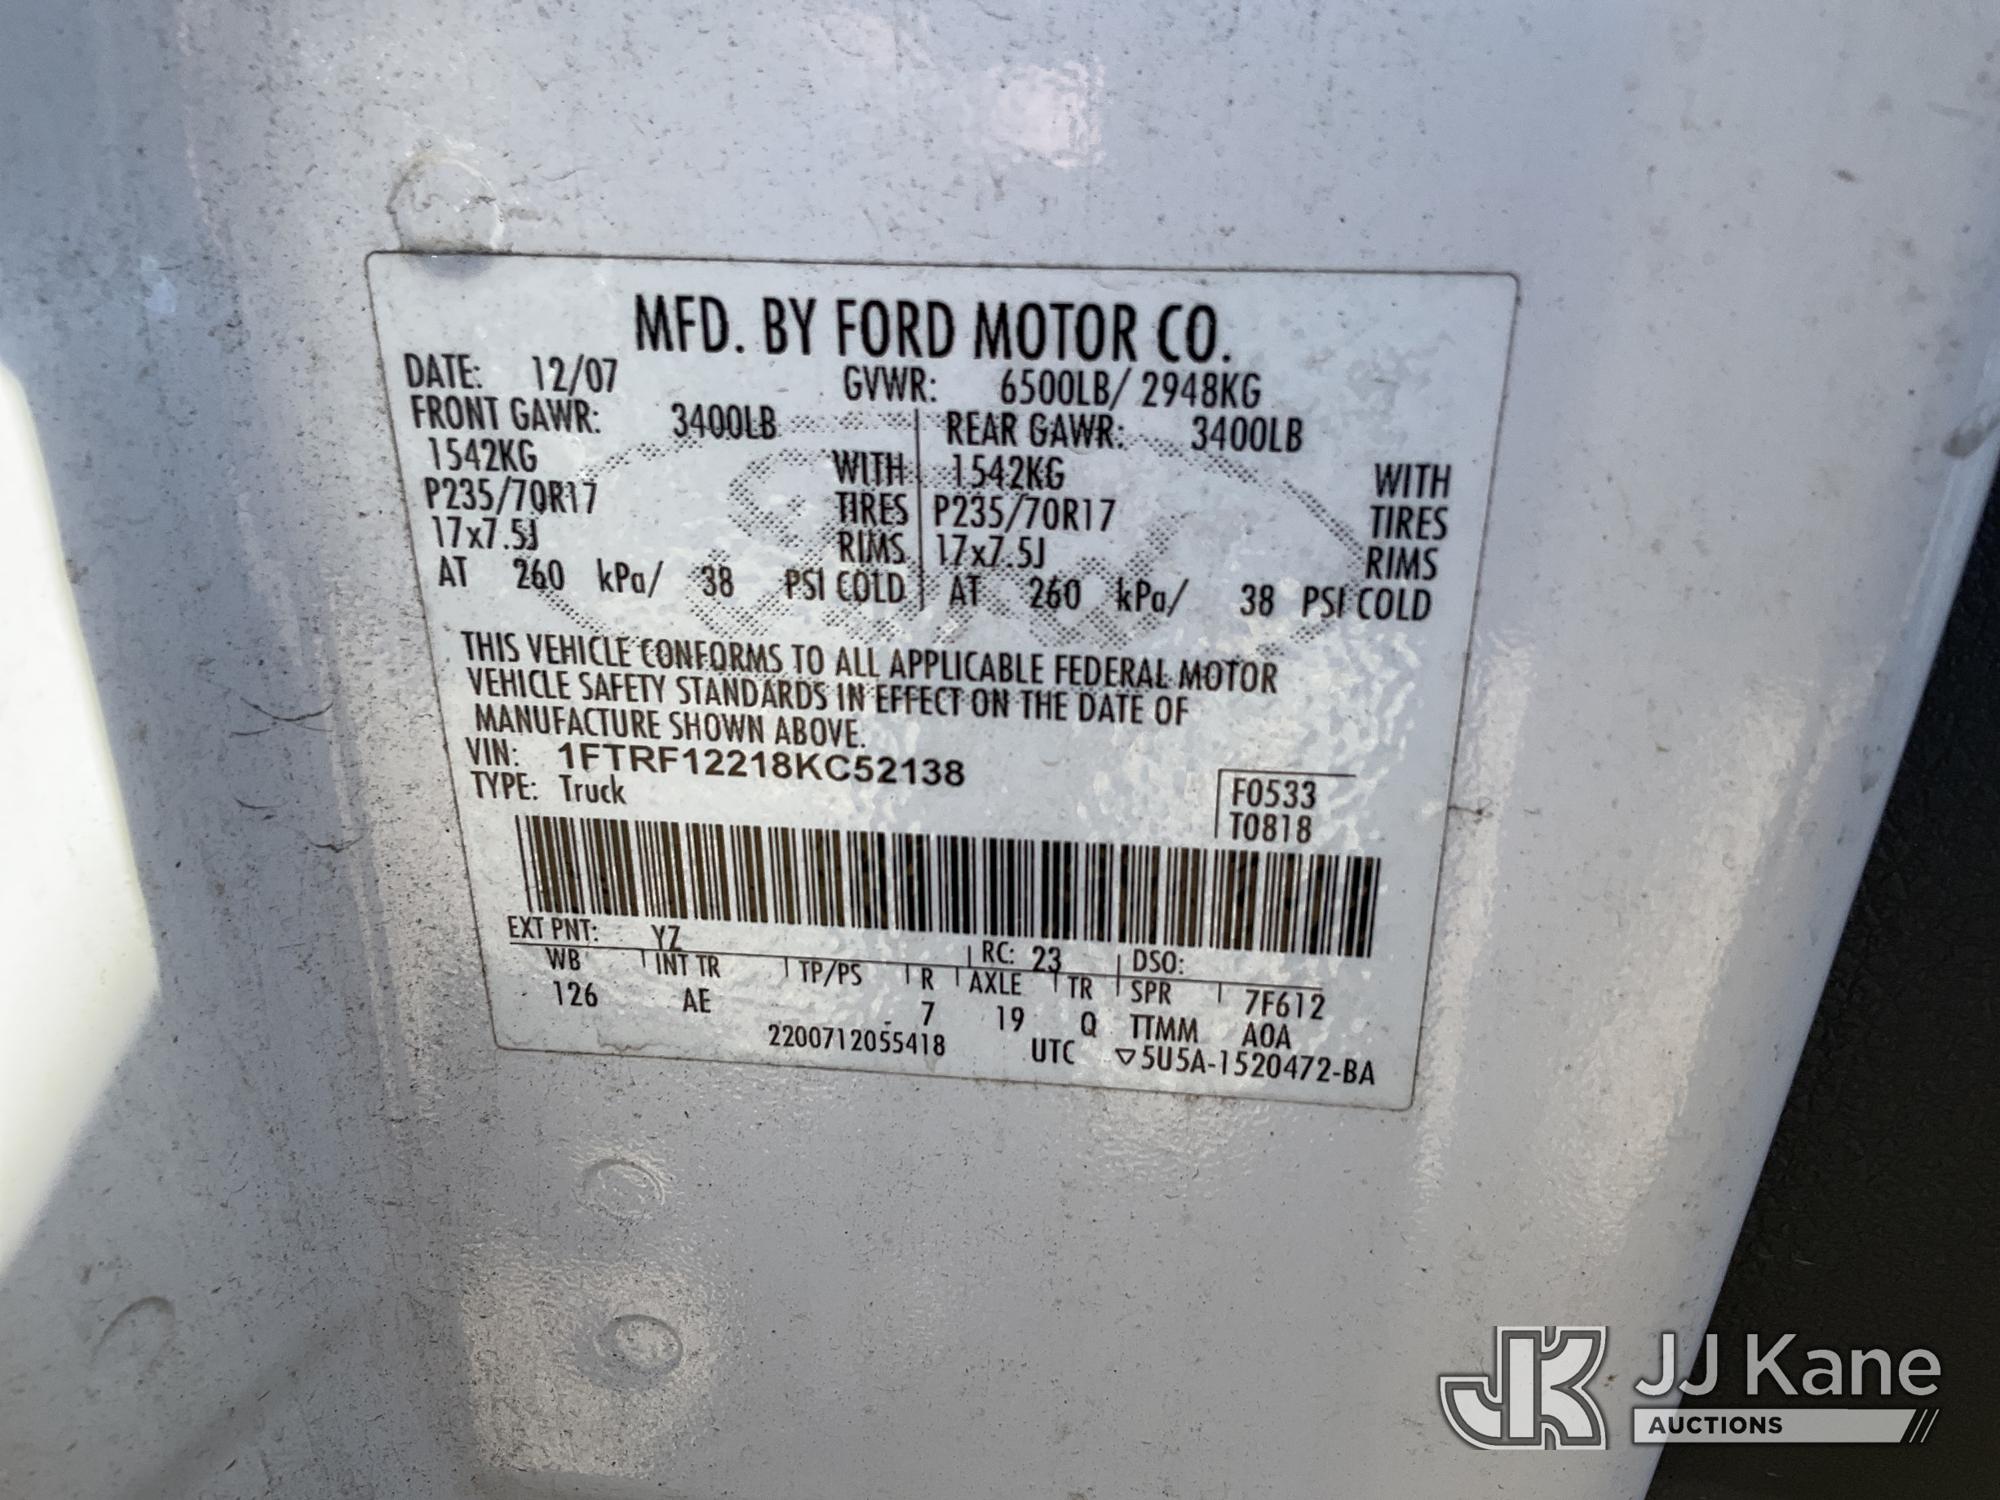 MFD. BY FORD MOTOR CO.
DATE: 12/07 GVWR: 6500LB/ 2948KG
FRONT GAWR: 3400LB REAR GAWR: 3400LB
1542KG WITH 1542KG WITH
P235/70R17 TIRES P235/70R17 TIRES
17x7.5J RIMS 17x7.5J RIMS
AT 260 kPa/ 38 PSI COLD AT 260 kPa/ 38 PSI COLD
THIS VEHICLE CONFORMS TO ALL APPLICABLE FEDERAL MOTOR
VEHICLE SAFETY STANDARDS IN EFFECT ON THE DATE OF
MANUFACTURE SHOWN ABOVE.
VIN: 1FTRF12218KC52138
TYPE: Truck F0533
T0818
EXT PNT: YZ RC: 23 DSO:
WB INT TR TP/PS R AXLE TR SPR 7F612
126 AE 7 19 Q TTMM A0A
2200712055418 UTC ▽5U5A-1520472-BA
JK JJ Kane
AUCTIONS